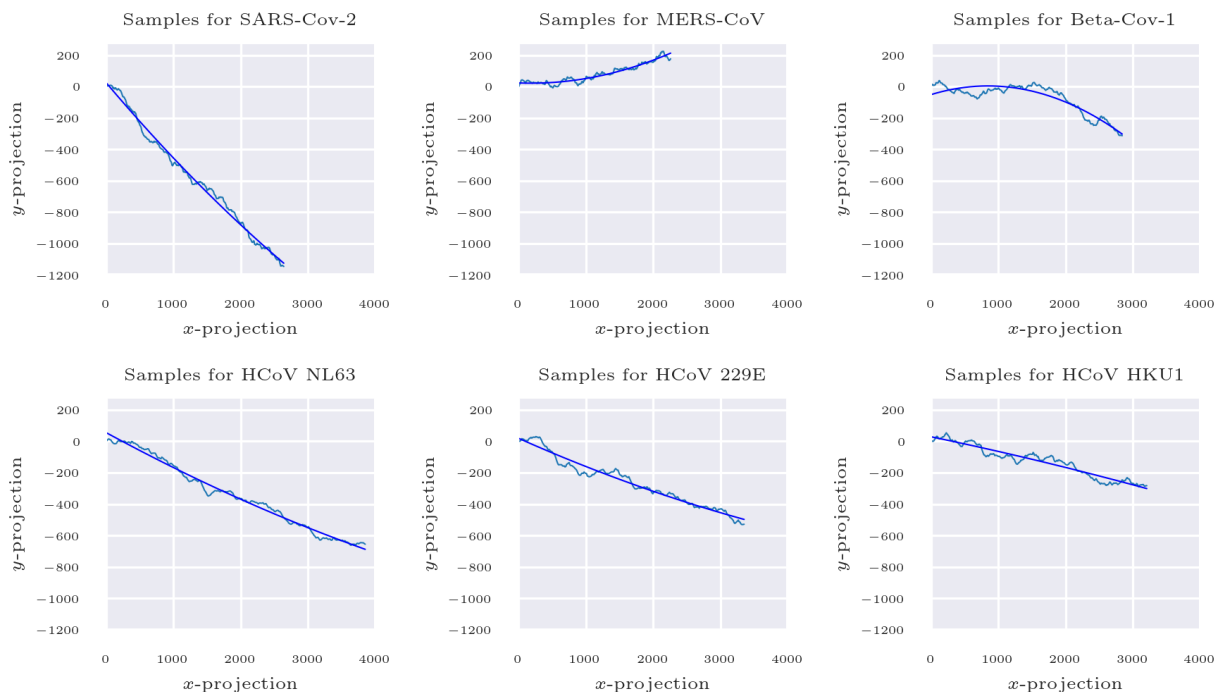 Samples for SARS-Cov-2
Samples for MERS-CoV
Samples for Beta-Cov-1
200
0
−200
−400
−600
−800
−1000
−1200
0 1000 2000 3000 4000
x-projection
y-projection
200
0
−200
−400
−600
−800
−1000
−1200
0 1000 2000 3000 4000
x-projection
y-projection
200
0
−200
−400
−600
−800
−1000
−1200
0 1000 2000 3000 4000
x-projection
y-projection
Samples for HCoV NL63
Samples for HCoV 229E
Samples for HCoV HKU1
200
0
−200
−400
−600
−800
−1000
−1200
0 1000 2000 3000 4000
x-projection
y-projection
200
0
−200
−400
−600
−800
−1000
−1200
0 1000 2000 3000 4000
x-projection
y-projection
200
0
−200
−400
−600
−800
−1000
−1200
0 1000 2000 3000 4000
x-projection
y-projection